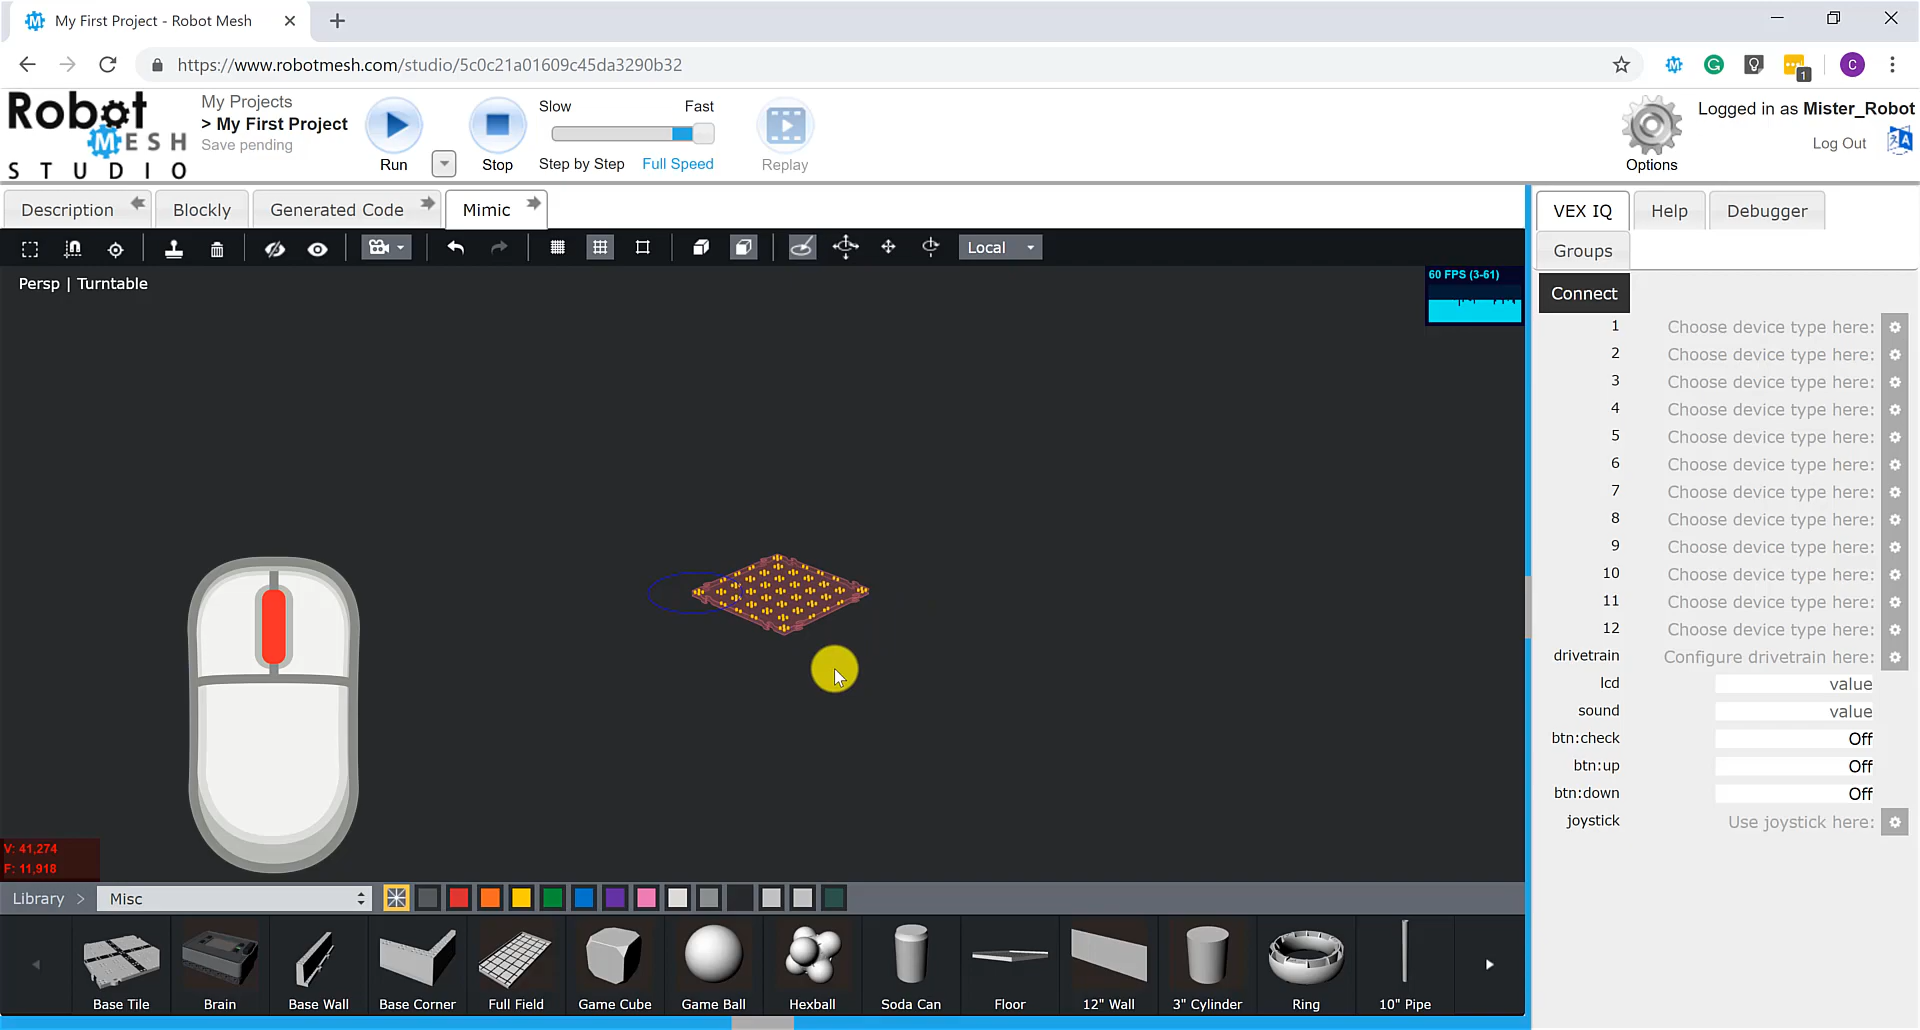 My First Project - Robot Mesh
https://www.robotmesh.com/studio/5c0c21a01609c45da3290b32
1
C
Robot
MESH
STUDIO
My Projects
> My First Project
Save pending
Run
Stop
Slow
Fast
Step by Step
Full Speed
Replay
Options
Logged in as Mister_Robot
Log Out
Description
Blockly
Generated Code
Mimic
Local
Persp | Turntable
60 FPS (3-61)
V: 41,274
F: 11,918
Library >
Misc
Base Tile
Brain
Base Wall
Base Corner
Full Field
Game Cube
Game Ball
Hexball
Soda Can
Floor
12" Wall
3" Cylinder
Ring
10" Pipe
VEX IQ
Help
Debugger
Groups
Connect
1 Choose device type here:
2 Choose device type here:
3 Choose device type here:
4 Choose device type here:
5 Choose device type here:
6 Choose device type here:
7 Choose device type here:
8 Choose device type here:
9 Choose device type here:
10 Choose device type here:
11 Choose device type here:
12 Choose device type here:
drivetrain Configure drivetrain here:
lcd value
sound value
btn:check Off
btn:up Off
btn:down Off
joystick Use joystick here: